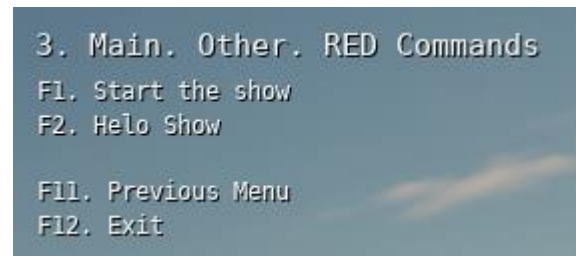 3. Main. Other. RED Commands
F1. Start the show
F2. Helo Show
F11. Previous Menu
F12. Exit